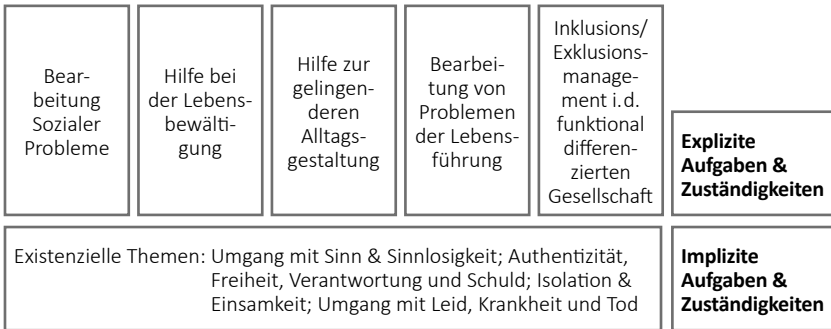 Bear-
beitung
Sozialer
Probleme
Hilfe bei
der Lebens-
bewälti-
gung
Hilfe zur
gelingen-
deren
Alltags-
gestaltung
Bearbei-
tung von
Problemen
der Lebens-
führung
Inklusions/
Exklusions-
manage-
ment i. d.
funktional
differen-
zierten
Gesellschaft
Explizite
Aufgaben &
Zuständigkeiten
Existenzielle Themen: Umgang mit Sinn & Sinnlosigkeit; Authentizität,
Freiheit, Verantwortung und Schuld; Isolation &
Einsamkeit; Umgang mit Leid, Krankheit und Tod
Implizite
Aufgaben &
Zuständigkeiten